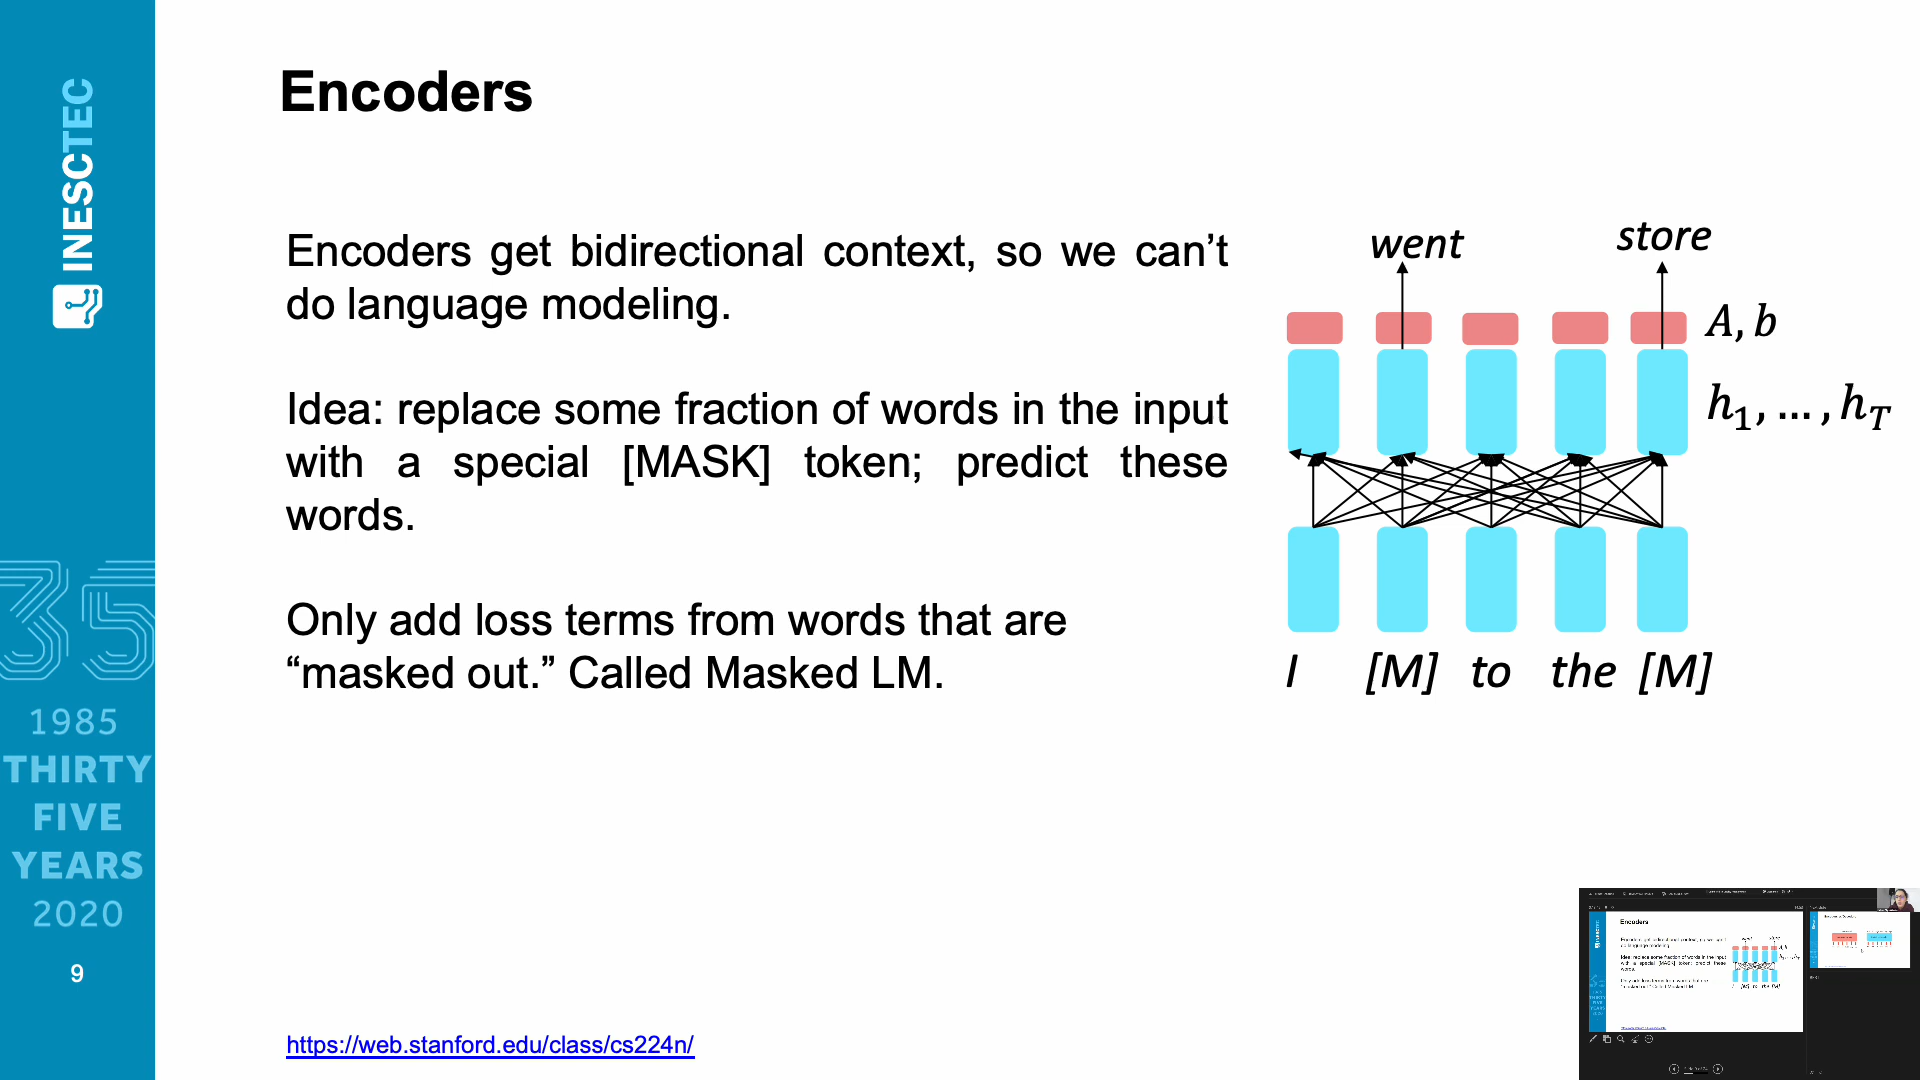 INESCTEC
35
1985
THIRTY
FIVE
YEARS
2020
9
Encoders
Encoders get bidirectional context, so we can’t
do language modeling.
Idea: replace some fraction of words in the input
with a special [MASK] token; predict these
words.
Only add loss terms from words that are
“masked out.” Called Masked LM.
went store
A, b
h₁, … , h_T
I [M] to the [M]
https://web.stanford.edu/class/cs224n/
Encoders